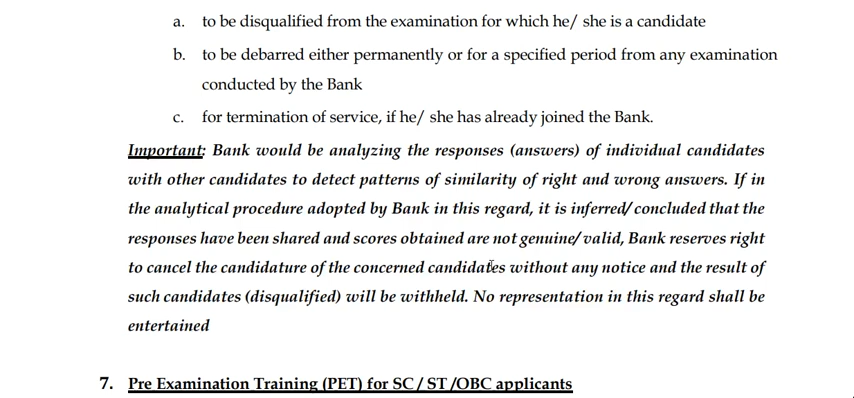 a. to be disqualified from the examination for which he/ she is a candidate
b. to be debarred either permanently or for a specified period from any examination
conducted by the Bank
c. for termination of service, if he/ she has already joined the Bank.
Important: Bank would be analyzing the responses (answers) of individual candidates
with other candidates to detect patterns of similarity of right and wrong answers. If in
the analytical procedure adopted by Bank in this regard, it is inferred/ concluded that the
responses have been shared and scores obtained are not genuine/ valid, Bank reserves right
to cancel the candidature of the concerned candidates without any notice and the result of
such candidates (disqualified) will be withheld. No representation in this regard shall be
entertained
7. Pre Examination Training (PET) for SC / ST /OBC applicants